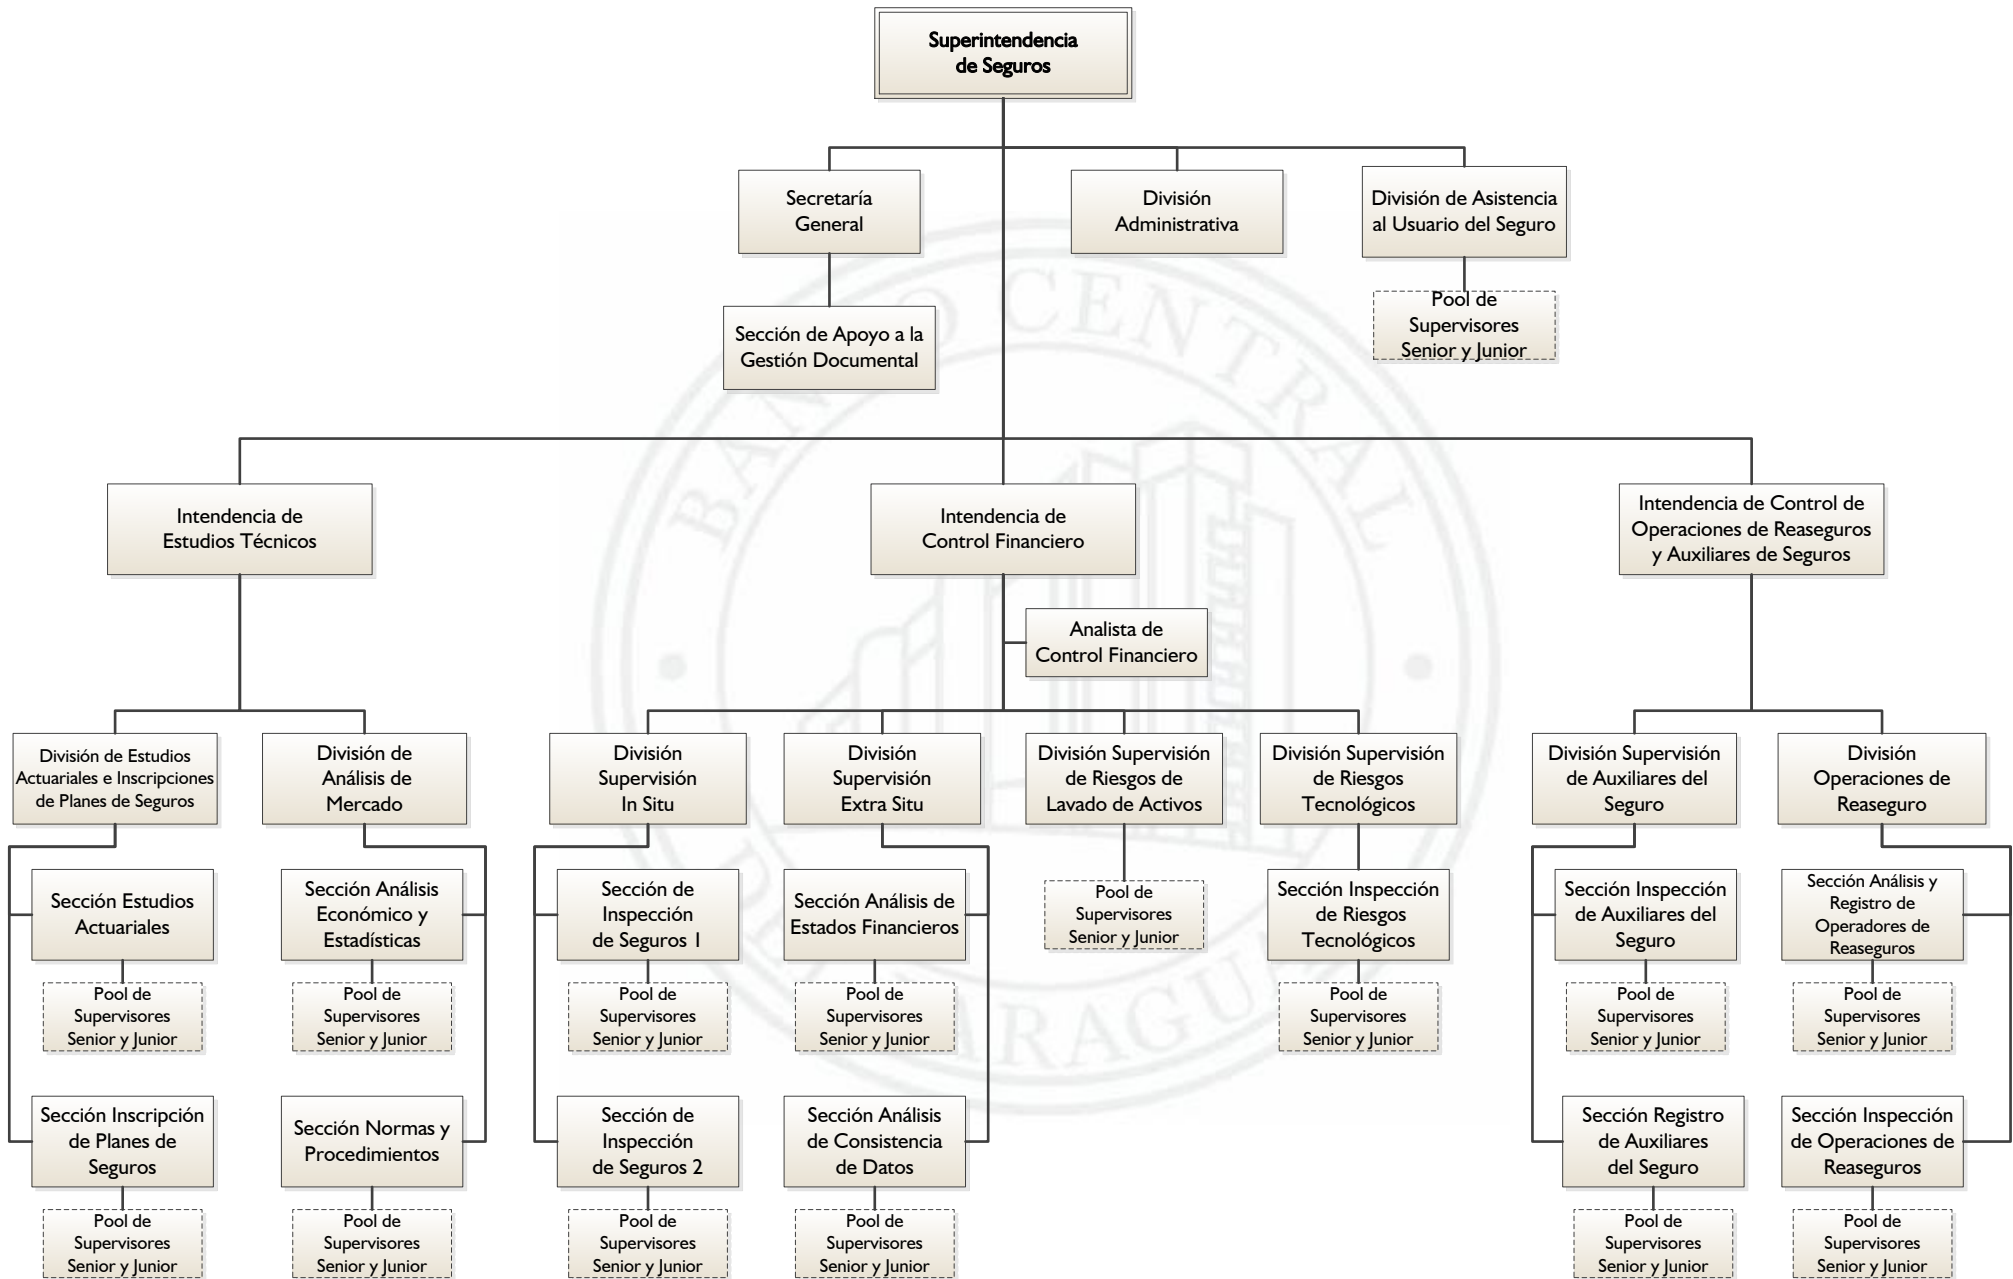 Superintendencia
de Seguros
Secretaría
General
División
Administrativa
División de Asistencia
al Usuario del Seguro
Sección de Apoyo a la
Gestión Documental
Pool de
Supervisores
Senior y Junior
BANCO CENTRAL
DEL PARAGUAY
Intendencia de
Estudios Técnicos
Intendencia de
Control Financiero
Intendencia de Control de
Operaciones de Reaseguros
y Auxiliares de Seguros
Analista de
Control Financiero
División de Estudios
Actuariales e Inscripciones
de Planes de Seguros
División de
Análisis de
Mercado
División
Supervisión
In Situ
División
Supervisión
Extra Situ
División Supervisión
de Riesgos de
Lavado de Activos
División Supervisión
de Riesgos
Tecnológicos
División Supervisión
de Auxiliares del
Seguro
División
Operaciones de
Reaseguro
Sección Estudios
Actuariales
Sección Análisis
Económico y
Estadísticas
Sección de
Inspección
de Seguros 1
Sección Análisis de
Estados Financieros
Pool de
Supervisores
Senior y Junior
Sección Inspección
de Riesgos
Tecnológicos
Sección Inspección
de Auxiliares del
Seguro
Sección Análisis y
Registro de
Operadores de
Reaseguros
Pool de
Supervisores
Senior y Junior
Pool de
Supervisores
Senior y Junior
Pool de
Supervisores
Senior y Junior
Pool de
Supervisores
Senior y Junior
Pool de
Supervisores
Senior y Junior
Pool de
Supervisores
Senior y Junior
Pool de
Supervisores
Senior y Junior
Sección Inscripción
de Planes de
Seguros
Sección Normas y
Procedimientos
Sección de
Inspección
de Seguros 2
Sección Análisis
de Consistencia
de Datos
Sección Registro
de Auxiliares
del Seguro
Sección Inspección
de Operaciones de
Reaseguros
Pool de
Supervisores
Senior y Junior
Pool de
Supervisores
Senior y Junior
Pool de
Supervisores
Senior y Junior
Pool de
Supervisores
Senior y Junior
Pool de
Supervisores
Senior y Junior
Pool de
Supervisores
Senior y Junior